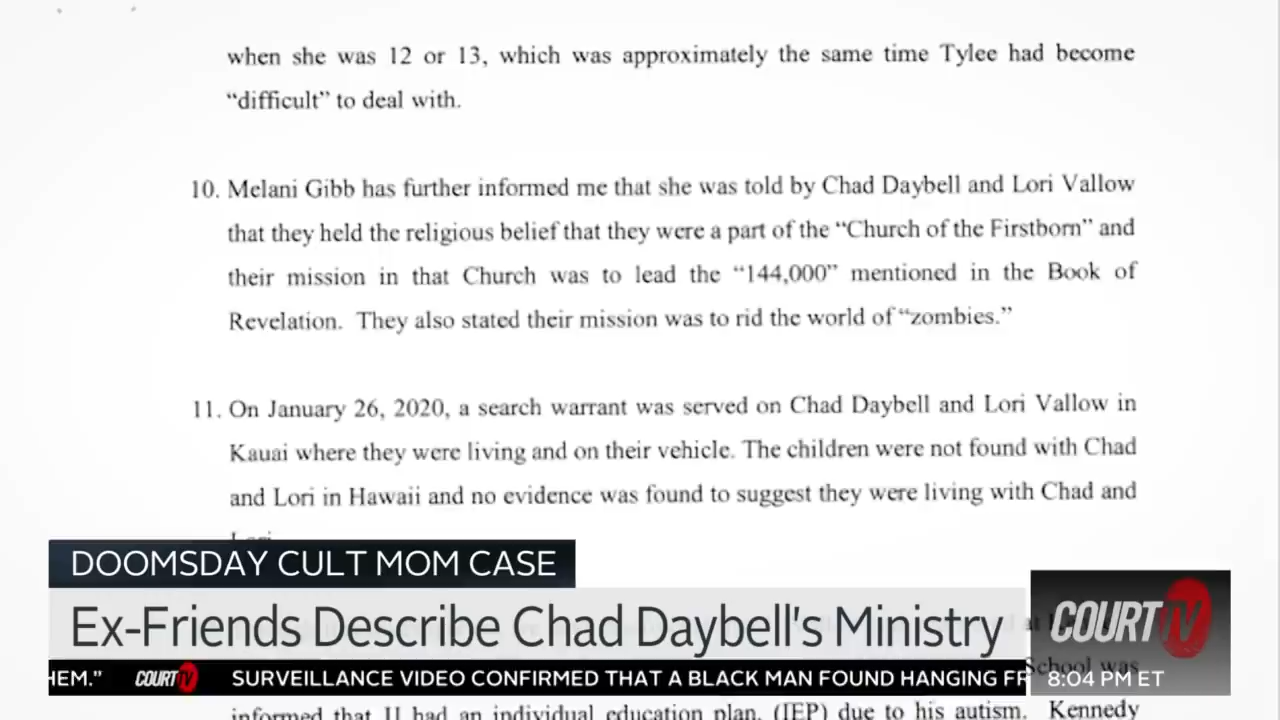 when she was 12 or 13, which was approximately the same time Tylee had become
“difficult” to deal with.
10. Melani Gibb has further informed me that she was told by Chad Daybell and Lori Vallow
that they held the religious belief that they were a part of the “Church of the Firstborn” and
their mission in that Church was to lead the “144,000” mentioned in the Book of
Revelation. They also stated their mission was to rid the world of “zombies.”
11. On January 26, 2020, a search warrant was served on Chad Daybell and Lori Vallow in
Kauai where they were living and on their vehicle. The children were not found with Chad
and Lori in Hawaii and no evidence was found to suggest they were living with Chad and
Lori.
DOOMSDAY CULT MOM CASE
Ex-Friends Describe Chad Daybell's Ministry
COURT TV
HEM.” COURT TV SURVEILLANCE VIDEO CONFIRMED THAT A BLACK MAN FOUND HANGING FR
School was
8:04 PM ET
informed that JJ had an individual education plan, (IEP) due to his autism. Kennedy